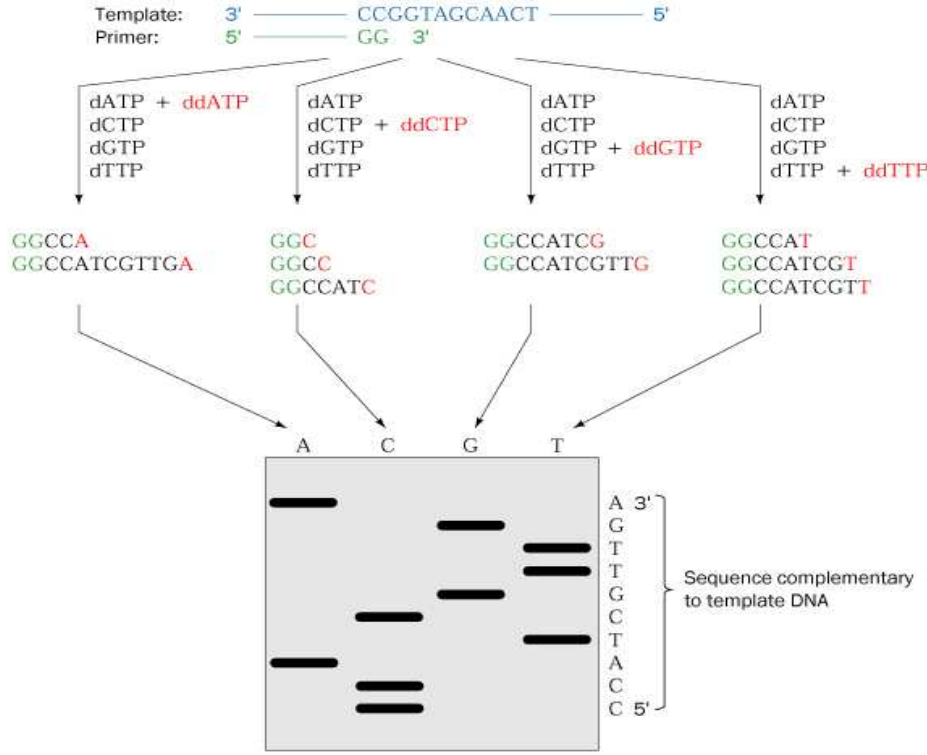 Template: 3' CCGGTAGCAACT 5'
Primer: 5' GG 3'
dATP + ddATP
dCTP
dGTP
dTTP
dATP
dCTP + ddCTP
dGTP
dTTP
dATP
dCTP
dGTP + ddGTP
dTTP
dATP
dCTP
dGTP
dTTP + ddTTP
GGCCA
GGCCATCGTTGA
GGC
GGCC
GGCCATC
GGCCATCG
GGCCATCGTTG
GGCCAT
GGCCATCGT
GGCCATCGTT
A C G T
A 3'
G
T
T
G
C
T
A
C
C 5'
Sequence complementary
to template DNA